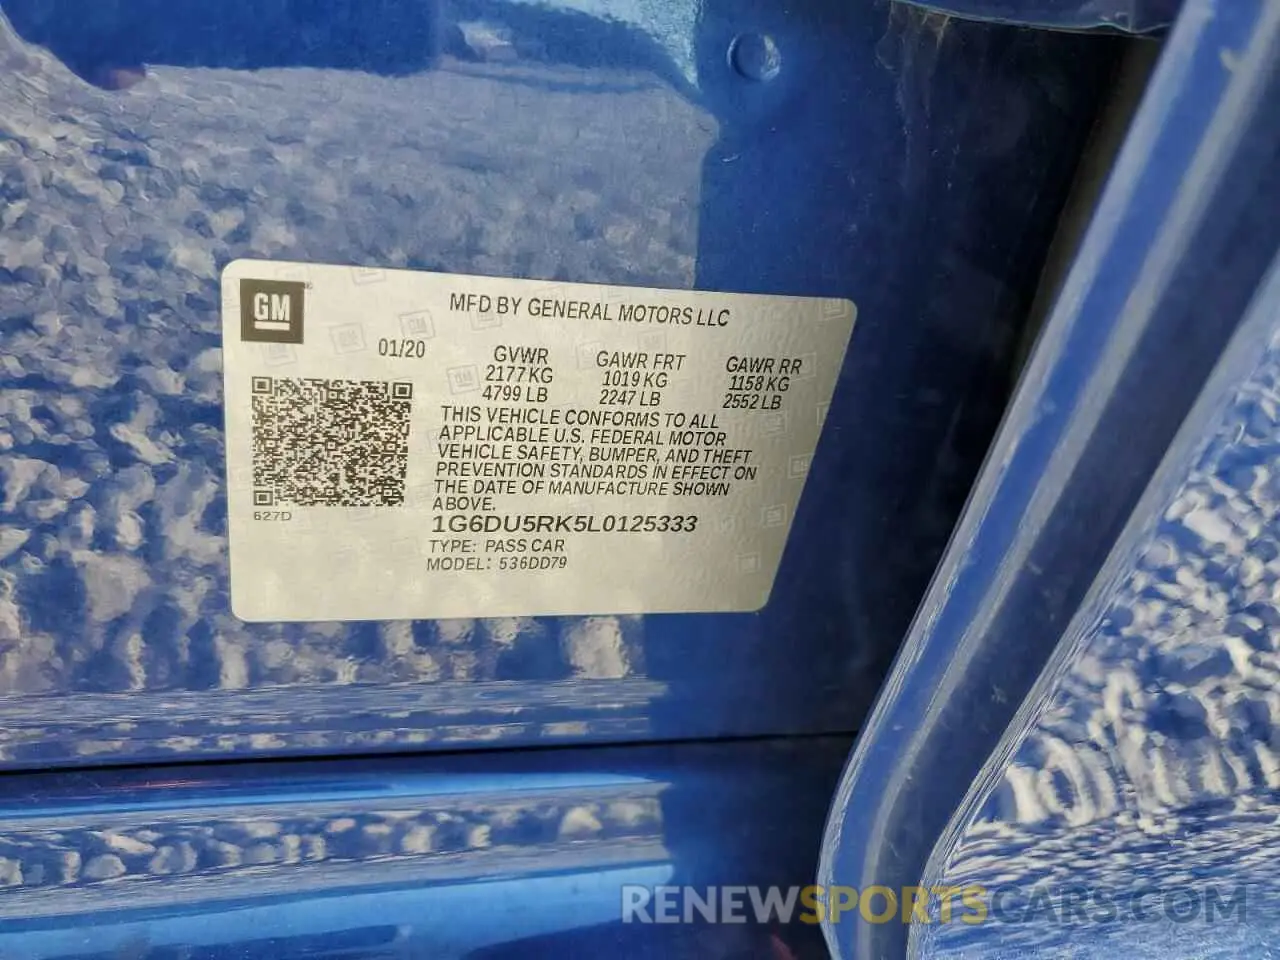 GM
MFD BY GENERAL MOTORS LLC
01/20
GVWR
2177 KG
4799 LB
GAWR FRT
1019 KG
2247 LB
GAWR RR
1158 KG
2552 LB
THIS VEHICLE CONFORMS TO ALL
APPLICABLE U.S. FEDERAL MOTOR
VEHICLE SAFETY, BUMPER, AND THEFT
PREVENTION STANDARDS IN EFFECT ON
THE DATE OF MANUFACTURE SHOWN
ABOVE.
627D
1G6DU5RK5L0125333
TYPE: PASS CAR
MODEL: 536DD79
RENEWSPORTSCARS.COM